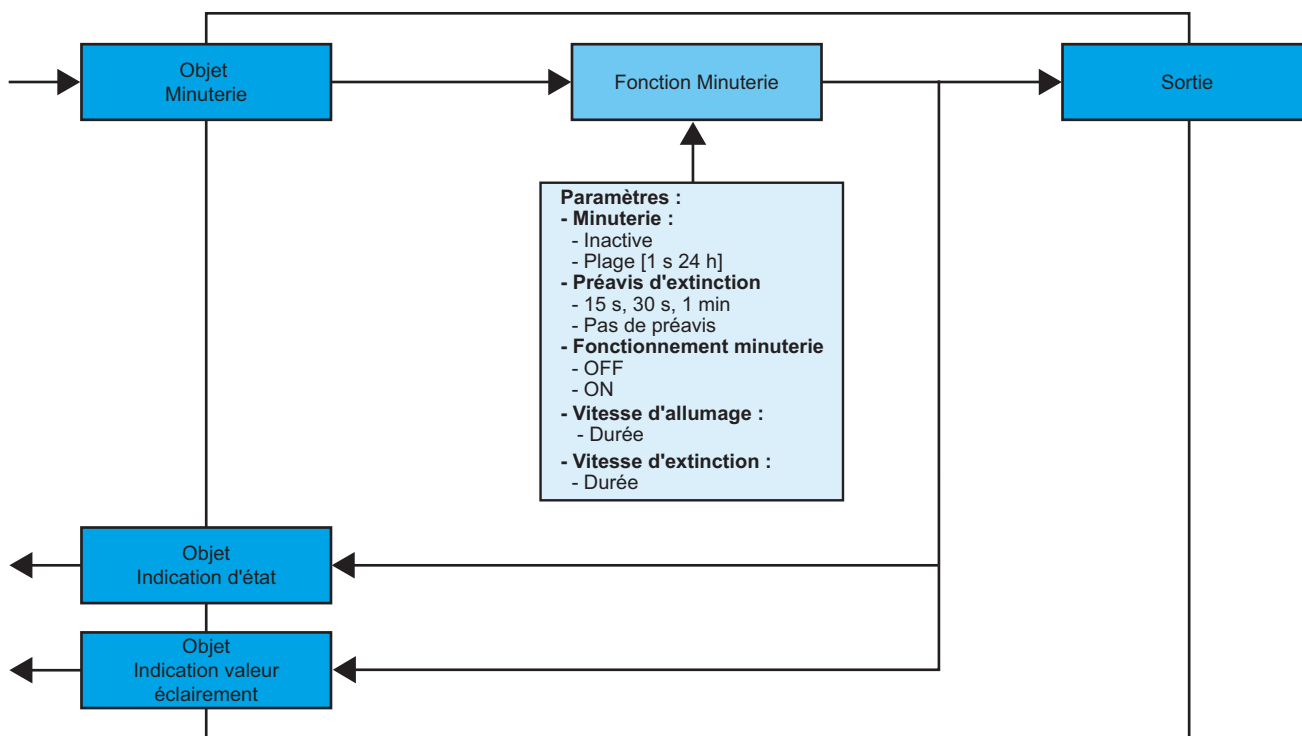 Objet
Minuterie
Fonction Minuterie
Sortie
Paramètres :
- Minuterie :
- Inactive
- Plage [1 s 24 h]
- Préavis d'extinction
- 15 s, 30 s, 1 min
- Pas de préavis
- Fonctionnement minuterie
- OFF
- ON
- Vitesse d'allumage :
- Durée
- Vitesse d'extinction :
- Durée
Objet
Indication d'état
Objet
Indication valeur
éclairement